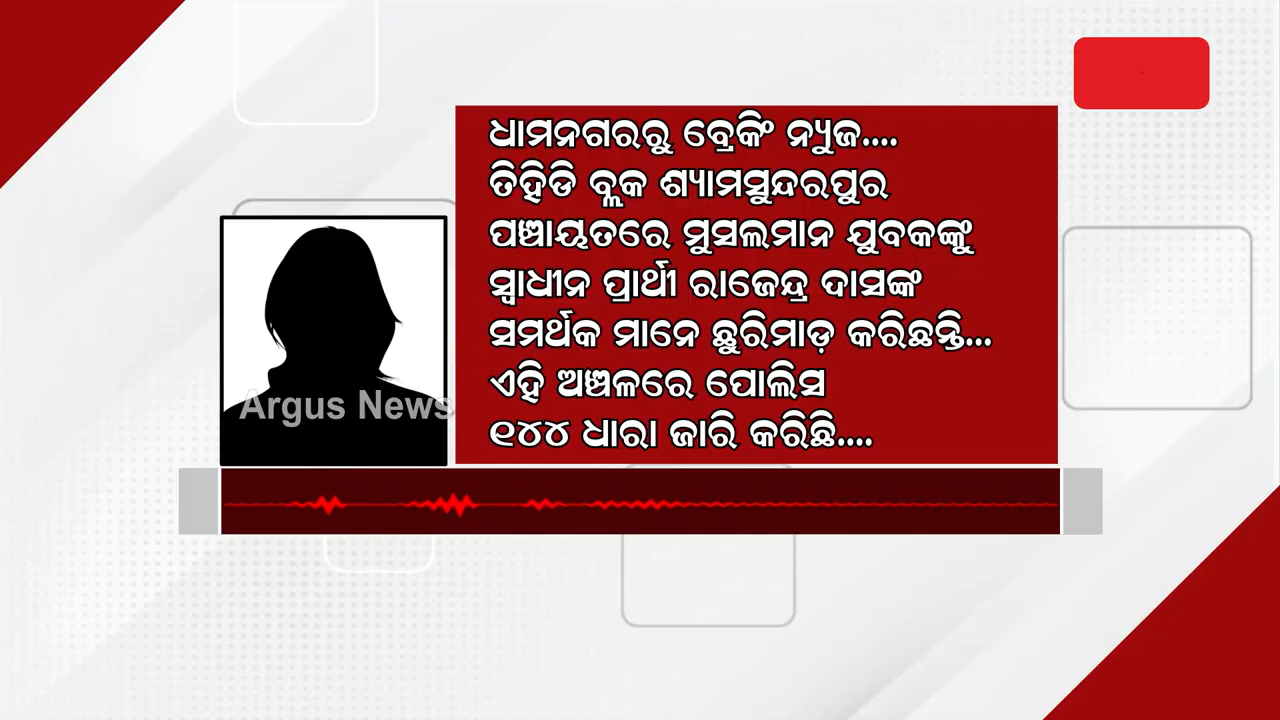 ଧାମନଗରରୁ ବ୍ରେକିଂ ନ୍ୟୁଜ....
ତିହିଡି ବ୍ଲକ ଶ୍ୟାମସୁନ୍ଦରପୁର
ପଞ୍ଚାୟତରେ ମୁସଲମାନ ଯୁବକଙ୍କୁ
ସ୍ୱାଧୀନ ପ୍ରାର୍ଥୀ ରାଜେନ୍ଦ୍ର ଦାସଙ୍କ
ସମର୍ଥକ ମାନେ ଛୁରିମାଡ଼ କରିଛନ୍ତି...
ଏହି ଅଞ୍ଚଳରେ ପୋଲିସ
୧୪୪ ଧାରା ଜାରି କରିଛି....
Argus News